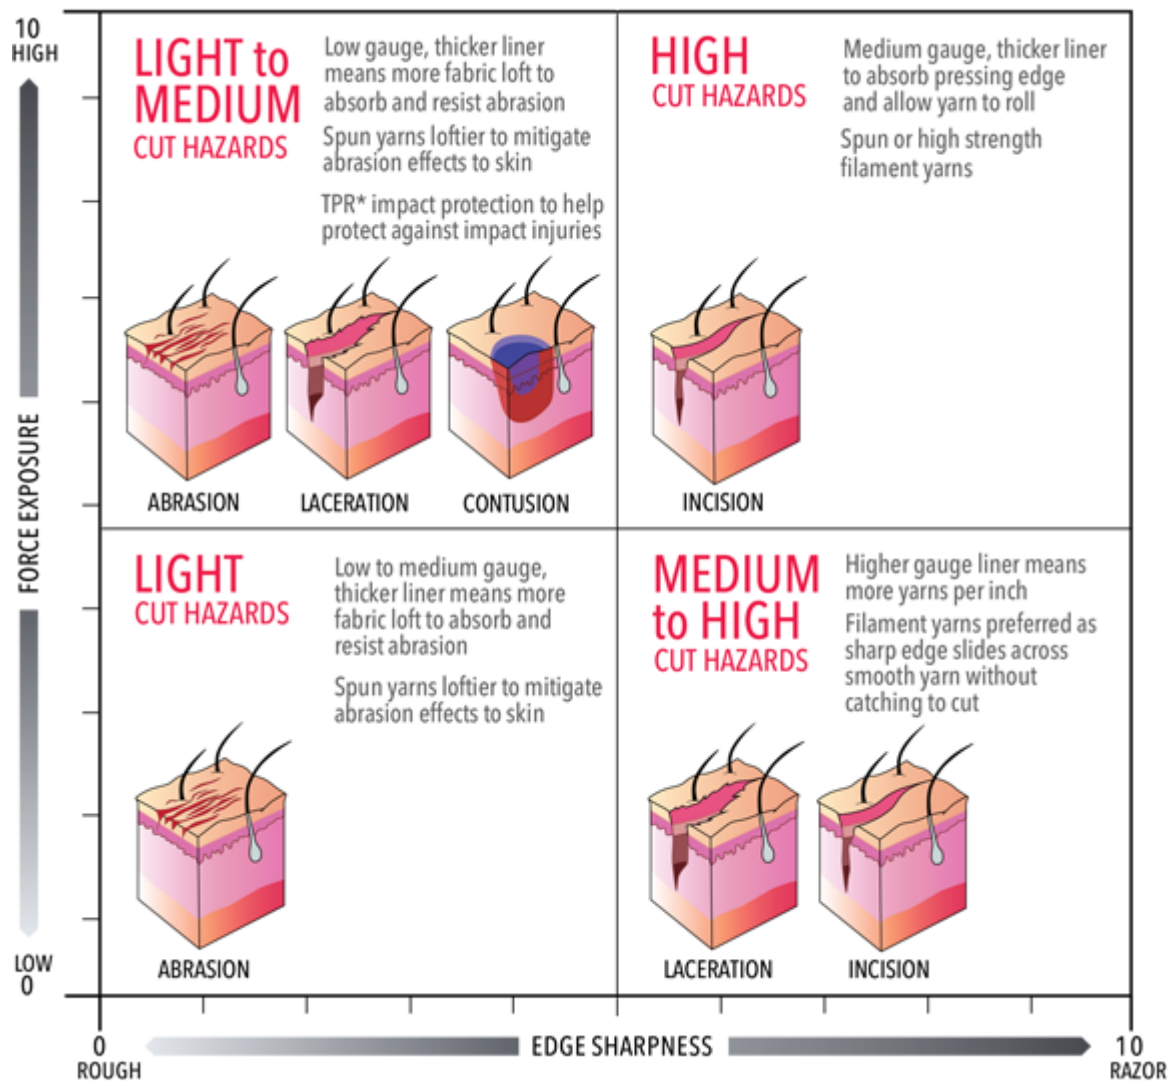 10
HIGH
LIGHT to
MEDIUM
CUT HAZARDS
Low gauge, thicker liner
means more fabric loft to
absorb and resist abrasion
Spun yarns loftier to mitigate
abrasion effects to skin
TPR* impact protection to help
protect against impact injuries
ABRASION
LACERATION
CONTUSION
HIGH
CUT HAZARDS
Medium gauge, thicker liner
to absorb pressing edge
and allow yarn to roll
Spun or high strength
filament yarns
INCISION
FORCE EXPOSURE
LIGHT
CUT HAZARDS
Low to medium gauge,
thicker liner means more
fabric loft to absorb and
resist abrasion
Spun yarns loftier to mitigate
abrasion effects to skin
ABRASION
MEDIUM
to HIGH
CUT HAZARDS
Higher gauge liner means
more yarns per inch
Filament yarns preferred as
sharp edge slides across
smooth yarn without
catching to cut
LACERATION
INCISION
LOW
0
0
ROUGH
EDGE SHARPNESS
10
RAZOR